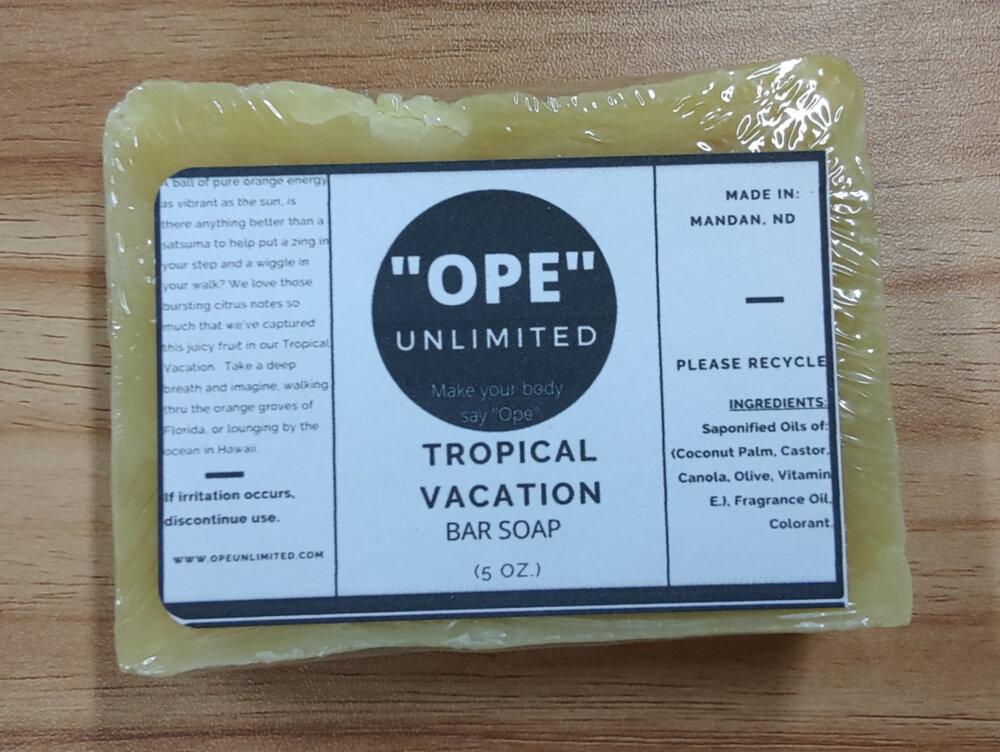 A ball of pure orange energy
as vibrant as the sun, is
there anything better than a
satsuma to help put a zing in
your step and a wiggle in
your walk? We love those
bursting citrus notes so
much that we've captured
this juicy fruit in our Tropical
Vacation. Take a deep
breath and imagine, walking
thru the orange groves of
Florida, or lounging by the
ocean in Hawaii.
If irritation occurs,
discontinue use.
WWW.OPEUNLIMITED.COM
"OPE"
UNLIMITED
Make your body
say "Ope"
TROPICAL
VACATION
BAR SOAP
(5 OZ.)
MADE IN:
MANDAN, ND
PLEASE RECYCLE
INGREDIENTS:
Saponified Oils of:
(Coconut Palm, Castor,
Canola, Olive, Vitamin
E.), Fragrance Oil,
Colorant.